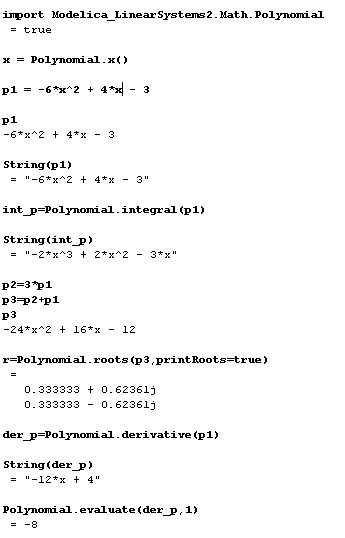 import Modelica_LinearSystems2.Math.Polynomial
= true
x = Polynomial.x()
p1 = -6*x^2 + 4*x - 3
p1
-6*x^2 + 4*x - 3
String(p1)
= "-6*x^2 + 4*x - 3"
int_p=Polynomial.integral(p1)
String(int_p)
= "-2*x^3 + 2*x^2 - 3*x"
p2=3*p1
p3=p2+p1
p3
-24*x^2 + 16*x - 12
r=Polynomial.roots(p3,printRoots=true)
=
0.333333 + 0.62361j
0.333333 - 0.62361j
der_p=Polynomial.derivative(p1)
String(der_p)
= "-12*x + 4"
Polynomial.evaluate(der_p,1)
= -8